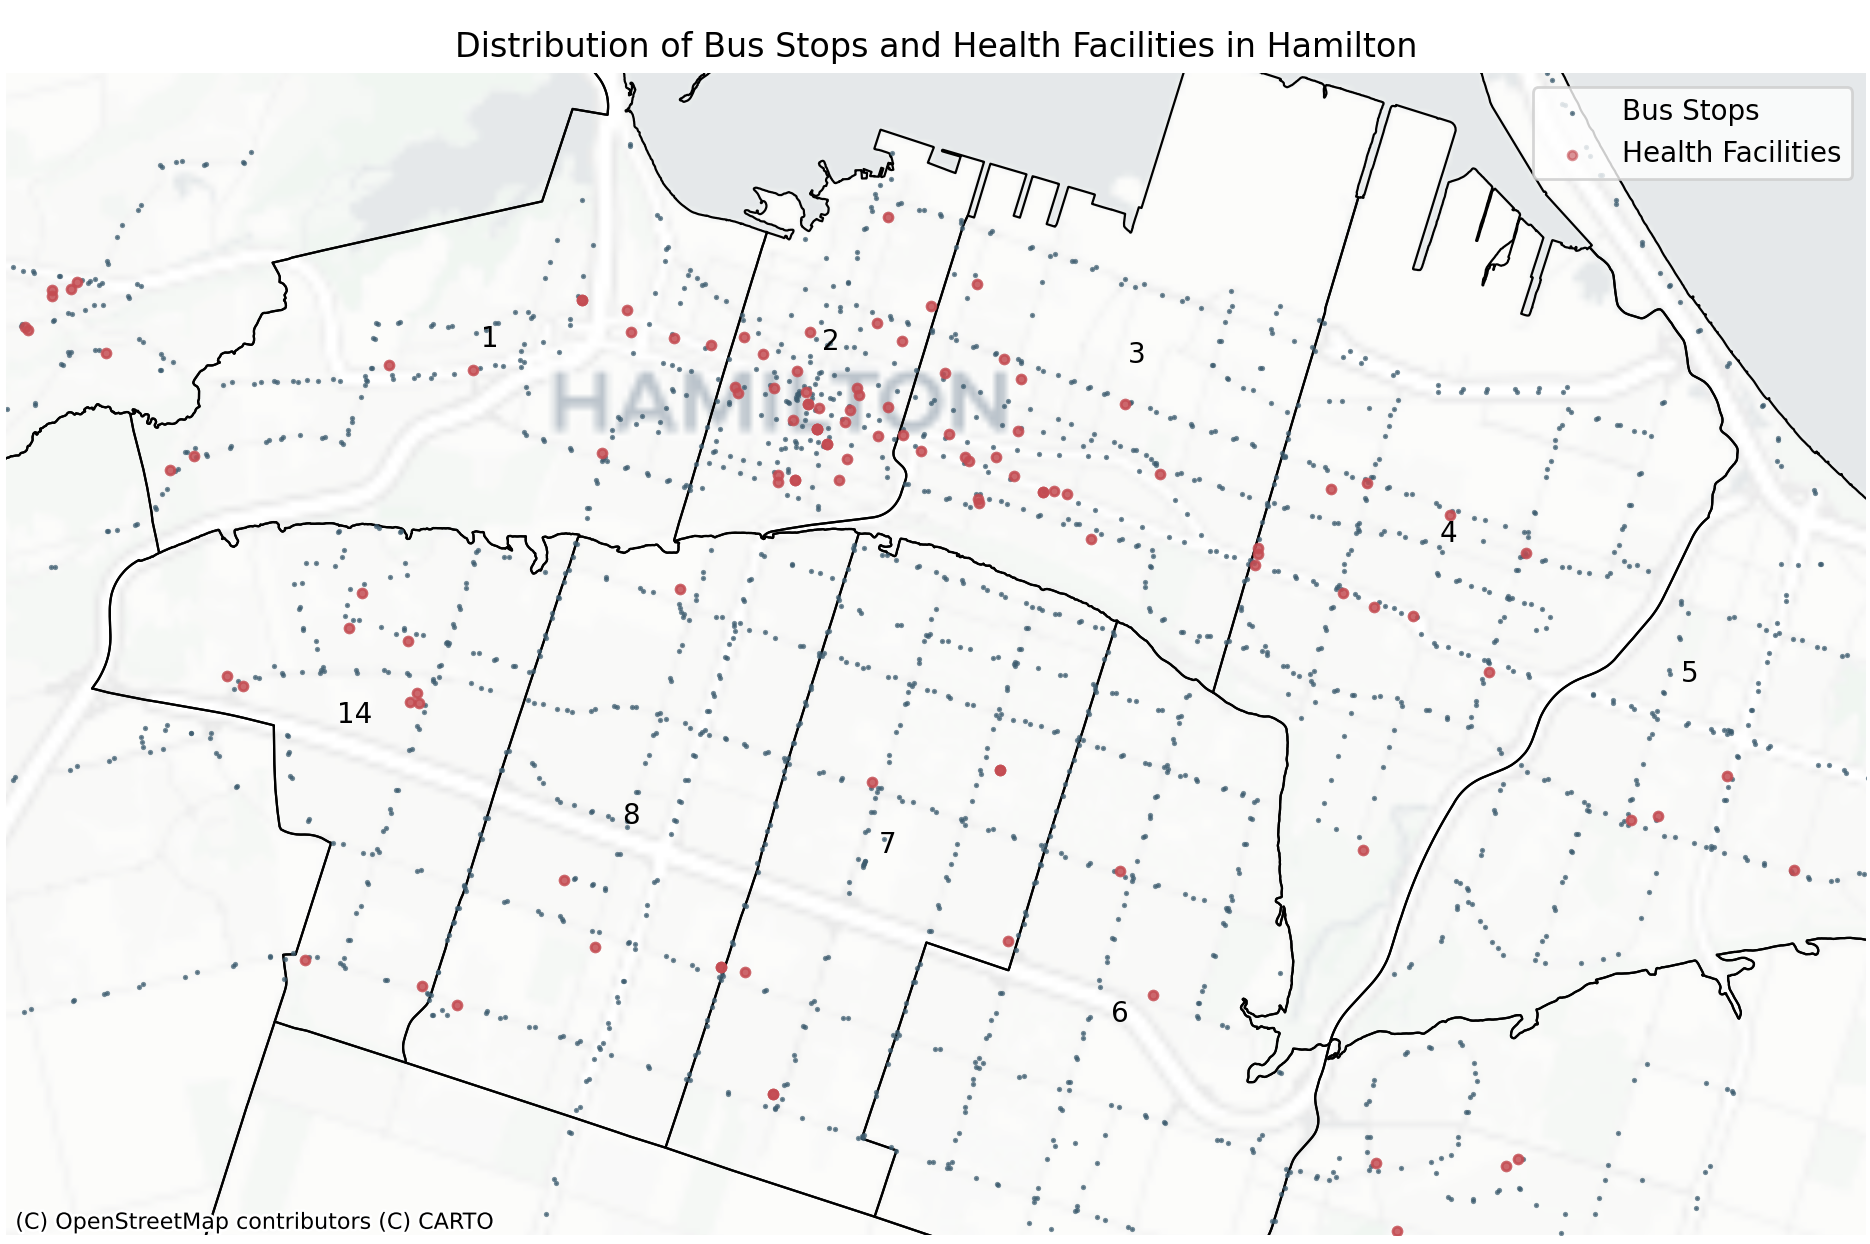 Distribution of Bus Stops and Health Facilities in Hamilton
Bus Stops
Health Facilities
1
2
3
HAMILTON
4
5
14
8
7
6
(C) OpenStreetMap contributors (C) CARTO